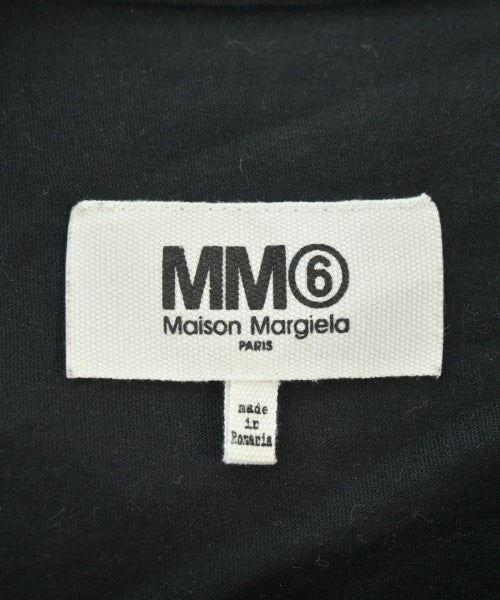 MM⑥
Maison Margiela
PARIS
made
in
Romania